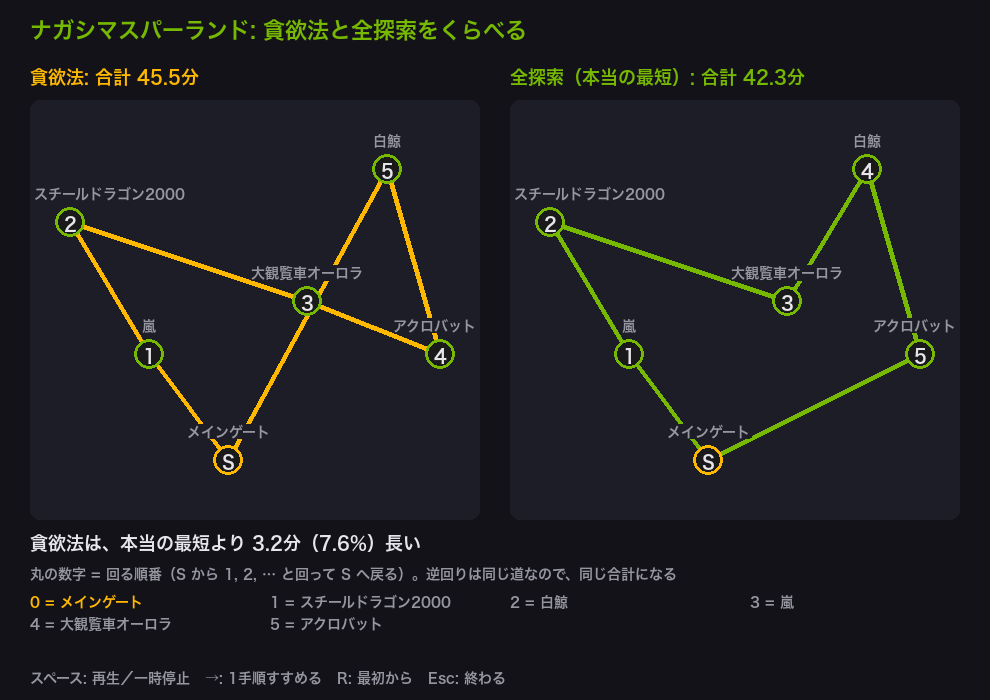 ナガシマスパーランド: 貪欲法と全探索をくらべる
貪欲法: 合計 45.5分
白鯨
5
スチールドラゴン2000
2
大観覧車オーロラ
3
アクロバット
4
嵐
1
メインゲート
S
全探索（本当の最短）: 合計 42.3分
白鯨
4
スチールドラゴン2000
2
大観覧車オーロラ
3
アクロバット
5
嵐
1
メインゲート
S
貪欲法は、本当の最短より 3.2分（7.6%）長い
丸の数字 = 回る順番（S から 1, 2, … と回って S へ戻る）。逆回りは同じ道なので、同じ合計になる
0 = メインゲート 1 = スチールドラゴン2000 2 = 白鯨 3 = 嵐
4 = 大観覧車オーロラ 5 = アクロバット
スペース: 再生／一時停止 →: 1手順すすめる R: 最初から Esc: 終わる